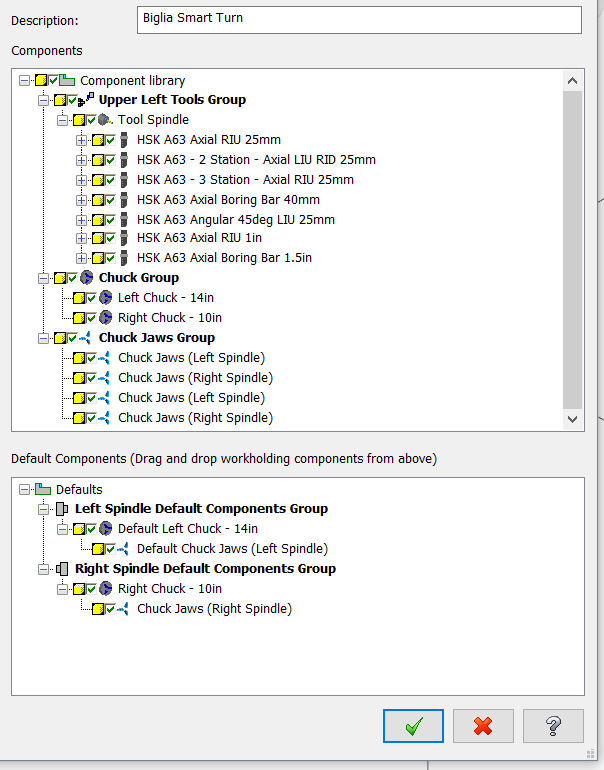 Description:
Biglia Smart Turn
Components
Component library
Upper Left Tools Group
Tool Spindle
HSK A63 Axial RIU 25mm
HSK A63 - 2 Station - Axial LIU RID 25mm
HSK A63 - 3 Station - Axial RIU 25mm
HSK A63 Axial Boring Bar 40mm
HSK A63 Angular 45deg LIU 25mm
HSK A63 Axial RIU 1in
HSK A63 Axial Boring Bar 1.5in
Chuck Group
Left Chuck - 14in
Right Chuck - 10in
Chuck Jaws Group
Chuck Jaws (Left Spindle)
Chuck Jaws (Right Spindle)
Chuck Jaws (Left Spindle)
Chuck Jaws (Right Spindle)
Default Components (Drag and drop workholding components from above)
Defaults
Left Spindle Default Components Group
Default Left Chuck - 14in
Default Chuck Jaws (Left Spindle)
Right Spindle Default Components Group
Right Chuck - 10in
Chuck Jaws (Right Spindle)
?